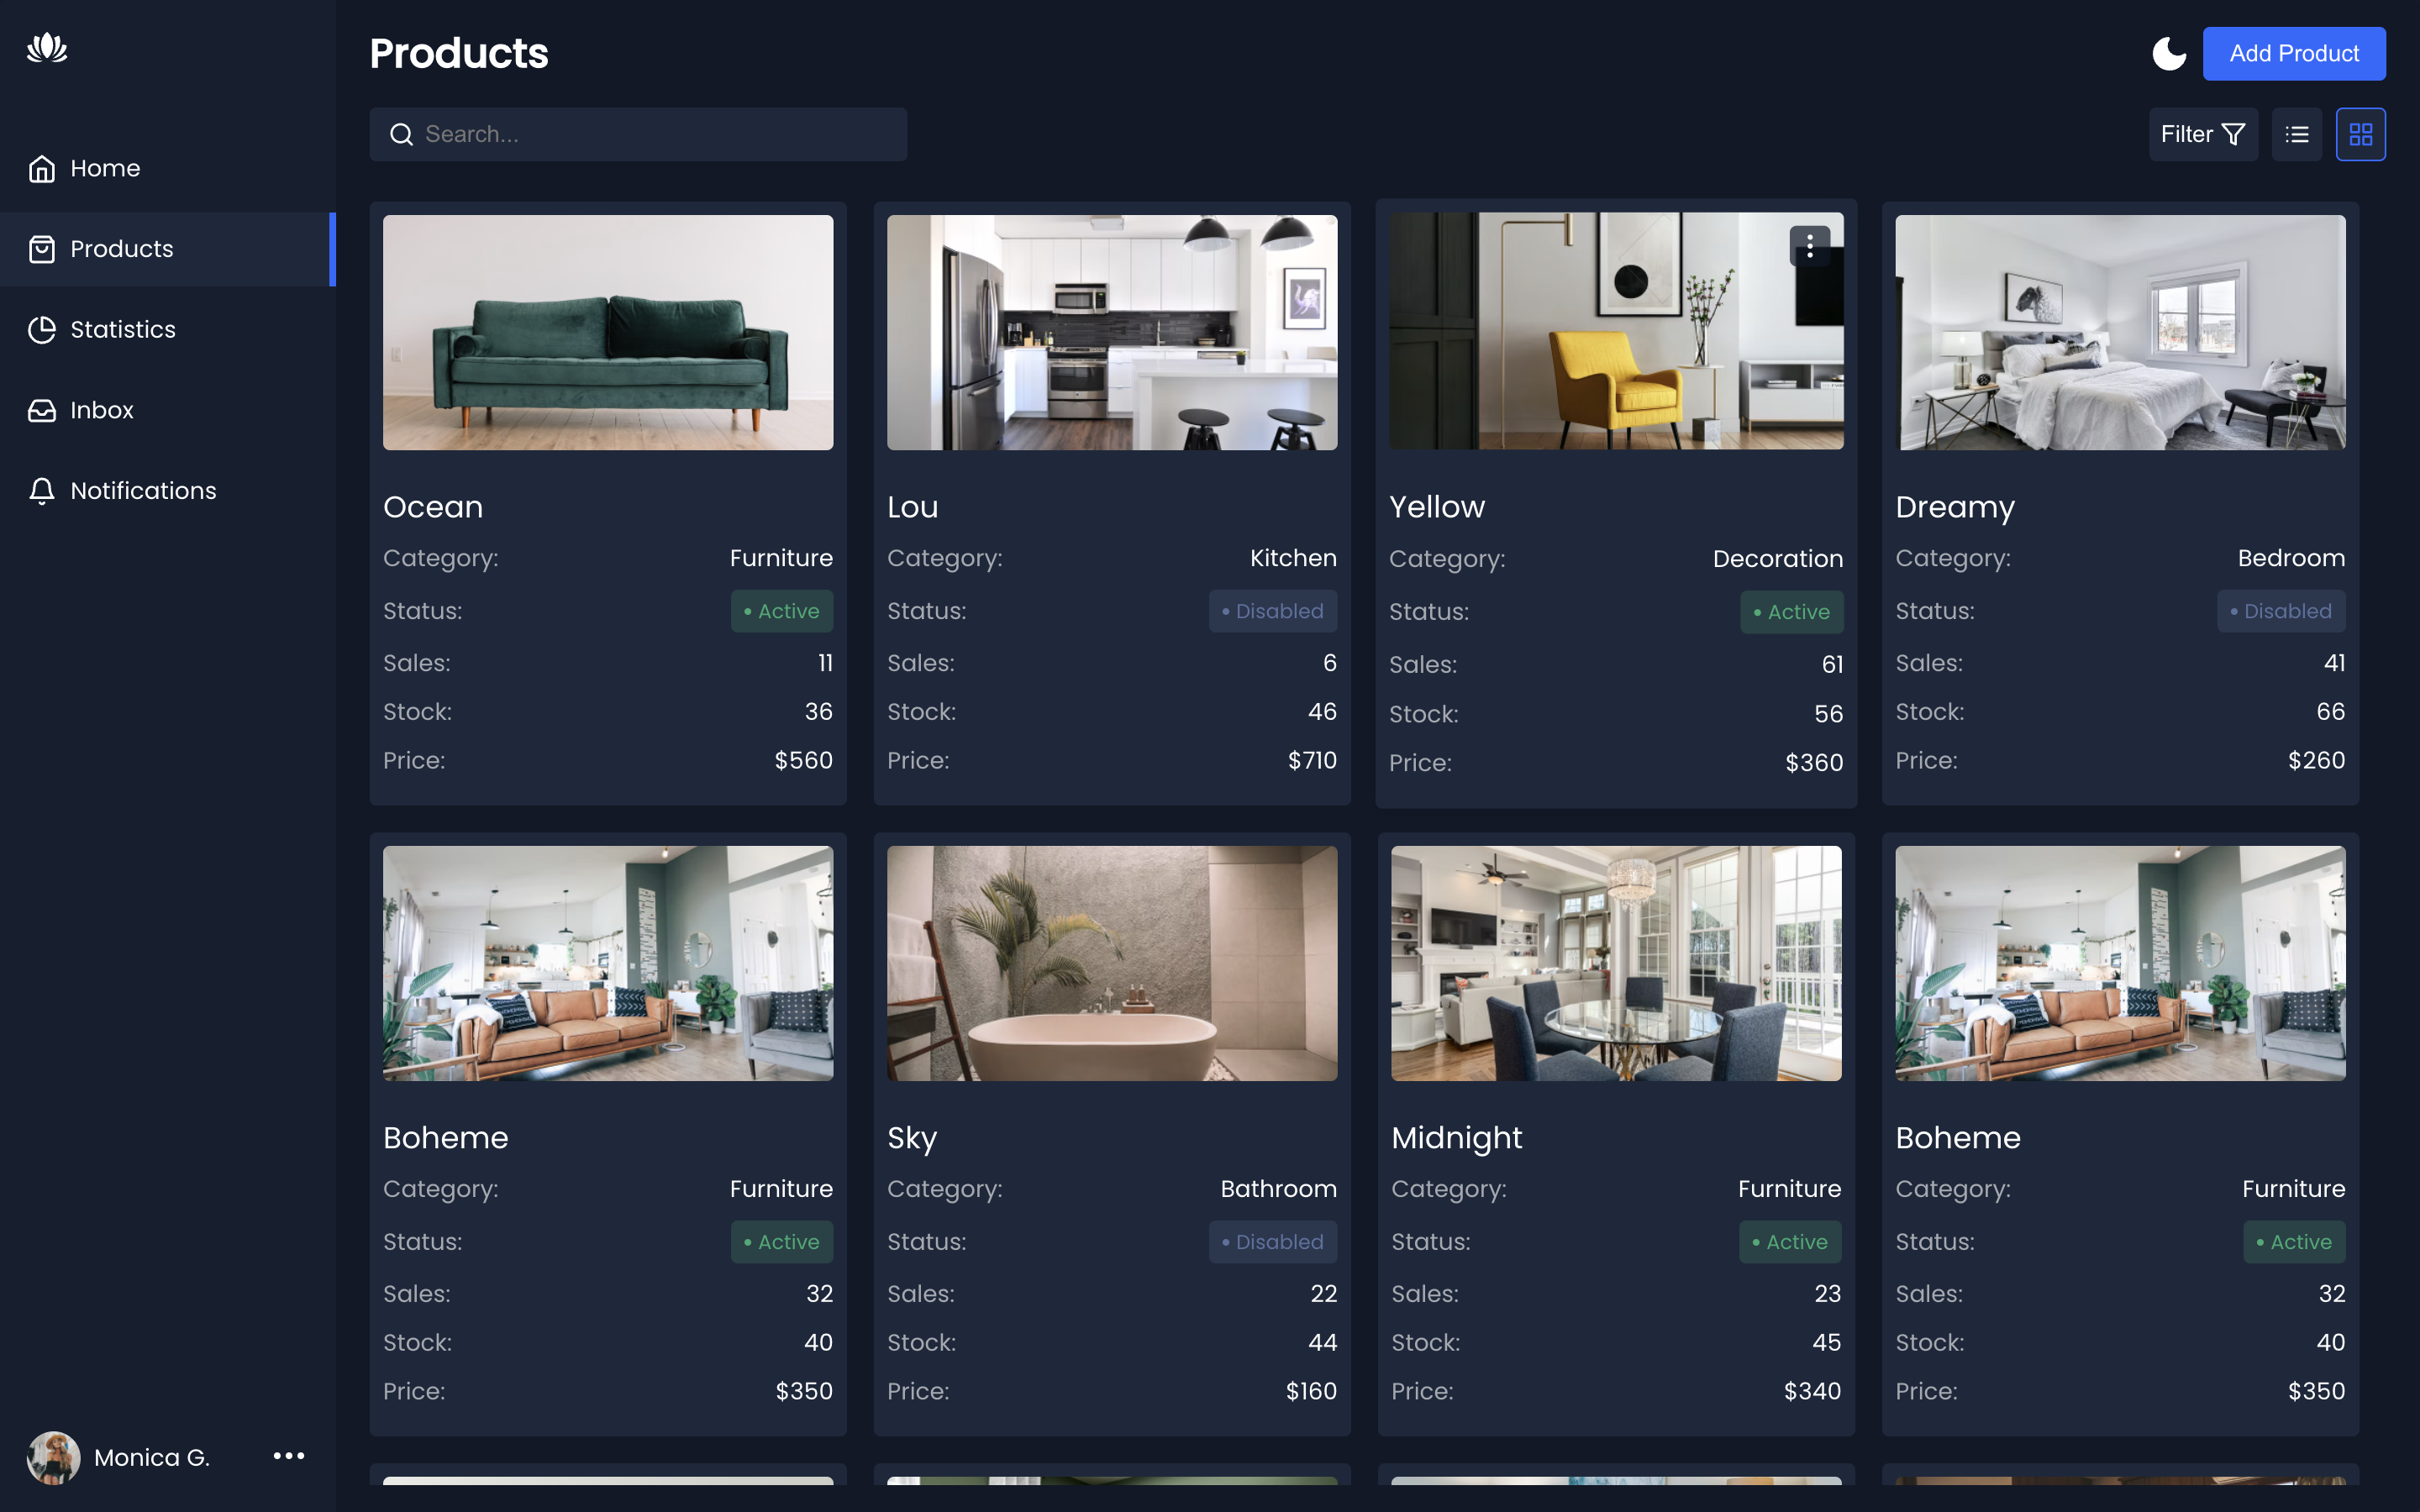 Products
Add Product
Search...
Filter
Home
Products
Statistics
Inbox
Notifications
Monica G.
Ocean
Category: Furniture
Status: Active
Sales: 11
Stock: 36
Price: $560
Lou
Category: Kitchen
Status: Disabled
Sales: 6
Stock: 46
Price: $710
Yellow
Category: Decoration
Status: Active
Sales: 61
Stock: 56
Price: $360
Dreamy
Category: Bedroom
Status: Disabled
Sales: 41
Stock: 66
Price: $260
Boheme
Category: Furniture
Status: Active
Sales: 32
Stock: 40
Price: $350
Sky
Category: Bathroom
Status: Disabled
Sales: 22
Stock: 44
Price: $160
Midnight
Category: Furniture
Status: Active
Sales: 23
Stock: 45
Price: $340
Boheme
Category: Furniture
Status: Active
Sales: 32
Stock: 40
Price: $350